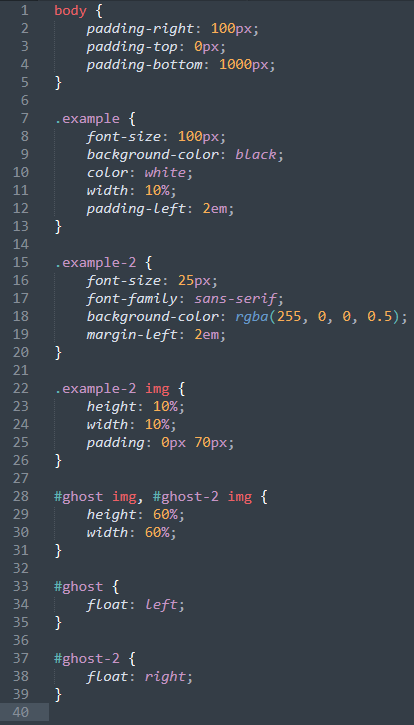 1 body {
2     padding-right: 100px;
3     padding-top: 0px;
4     padding-bottom: 1000px;
5 }
6
7 .example {
8     font-size: 100px;
9     background-color: black;
10     color: white;
11     width: 10%;
12     padding-left: 2em;
13 }
14
15 .example-2 {
16     font-size: 25px;
17     font-family: sans-serif;
18     background-color: rgba(255, 0, 0, 0.5);
19     margin-left: 2em;
20 }
21
22 .example-2 img {
23     height: 10%;
24     width: 10%;
25     padding: 0px 70px;
26 }
27
28 #ghost img, #ghost-2 img {
29     height: 60%;
30     width: 60%;
31 }
32
33 #ghost {
34     float: left;
35 }
36
37 #ghost-2 {
38     float: right;
39 }
40